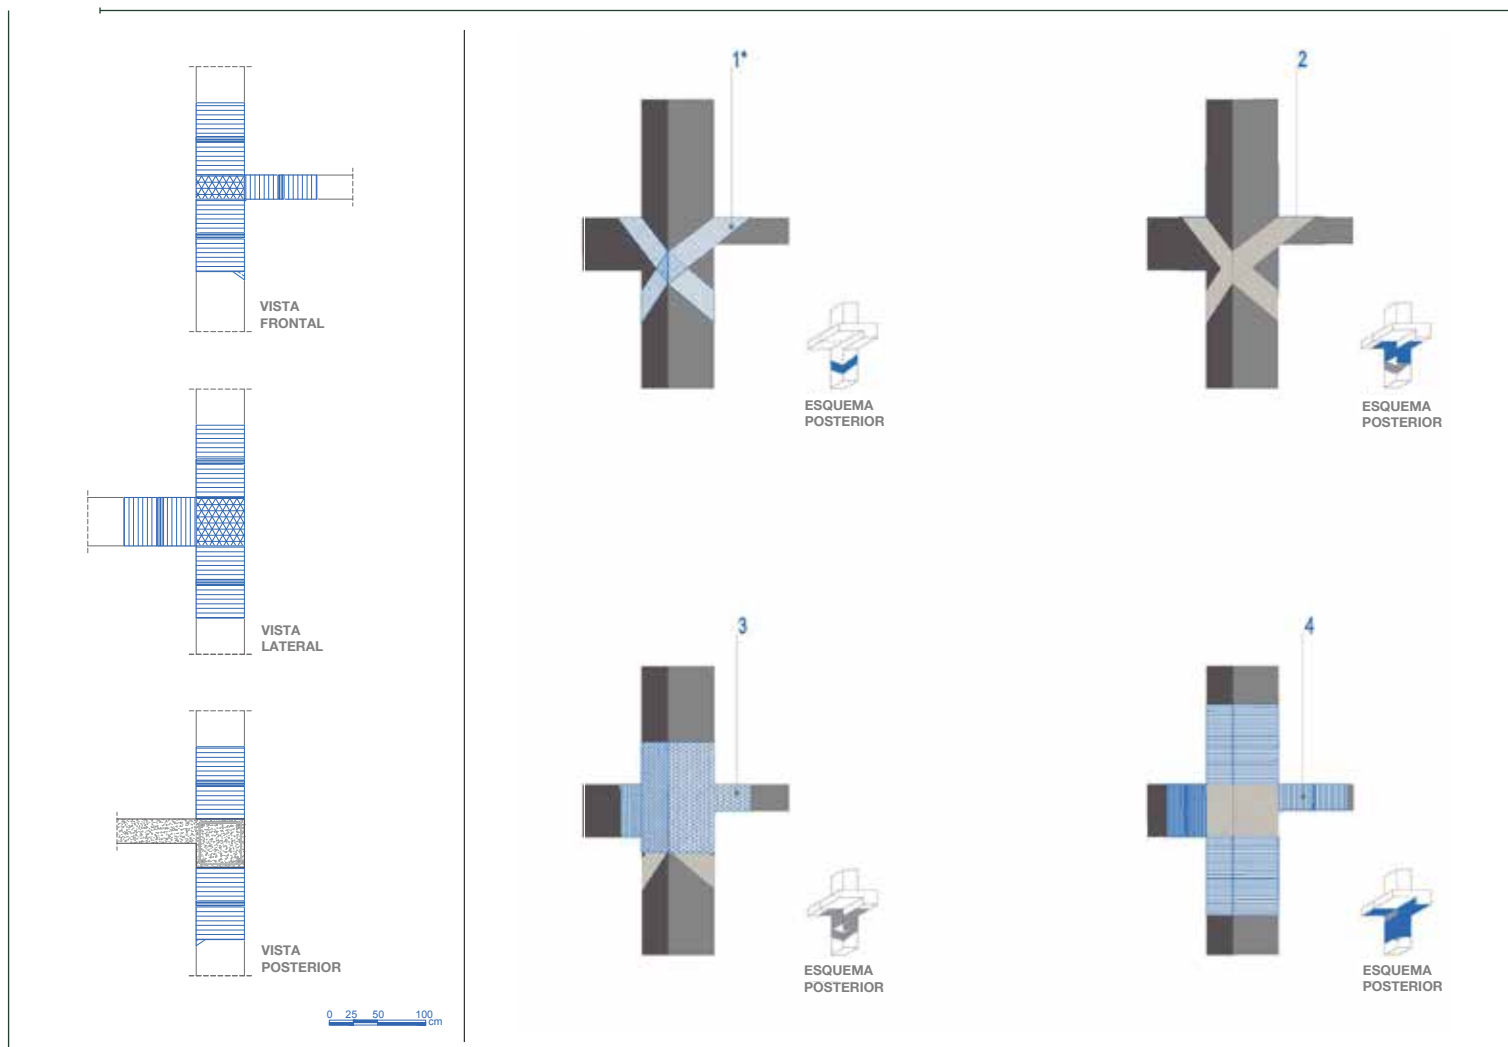 VISTA
FRONTAL
VISTA
LATERAL
VISTA
POSTERIOR
0 25 50 100
cm
1*
ESQUEMA
POSTERIOR
2
ESQUEMA
POSTERIOR
3
ESQUEMA
POSTERIOR
4
ESQUEMA
POSTERIOR